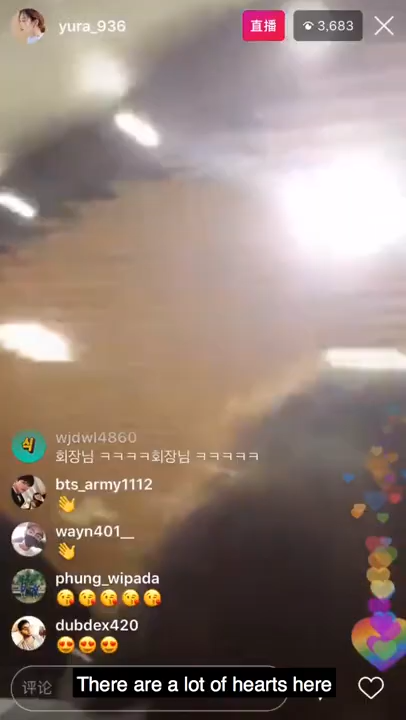 yura_936
直播
3,683
wjdwl4860
회장님 ㅋㅋㅋㅋ회장님 ㅋㅋㅋㅋㅋ
bts_army1112
👋
wayn401__
👋
phung_wipada
😘😘😘😘😘
dubdex420
😍😍😍
评论
There are a lot of hearts here